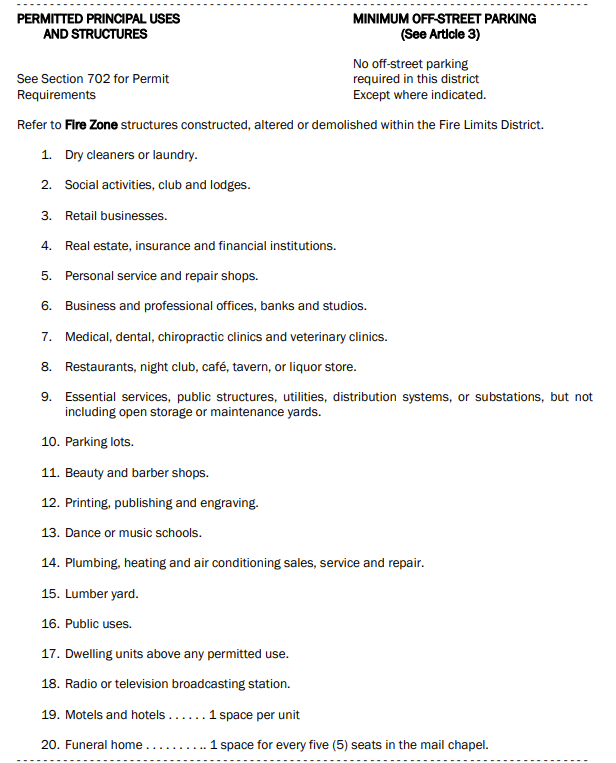 PERMITTED PRINCIPAL USES MINIMUM OFF-STREET PARKING
AND STRUCTURES (See Article 3)
No off-street parking
See Section 702 for Permit required in this district
Requirements Except where indicated.
Refer to Fire Zone structures constructed, altered or demolished within the Fire Limits District.
1. Dry cleaners or laundry.
2. Social activities, club and lodges.
3. Retail businesses.
4. Real estate, insurance and financial institutions.
5. Personal service and repair shops.
6. Business and professional offices, banks and studios.
7. Medical, dental, chiropractic clinics and veterinary clinics.
8. Restaurants, night club, café, tavern, or liquor store.
9. Essential services, public structures, utilities, distribution systems, or substations, but not
including open storage or maintenance yards.
10. Parking lots.
11. Beauty and barber shops.
12. Printing, publishing and engraving.
13. Dance or music schools.
14. Plumbing, heating and air conditioning sales, service and repair.
15. Lumber yard.
16. Public uses.
17. Dwelling units above any permitted use.
18. Radio or television broadcasting station.
19. Motels and hotels . . . . . . 1 space per unit
20. Funeral home . . . . . . . . .. 1 space for every five (5) seats in the mail chapel.